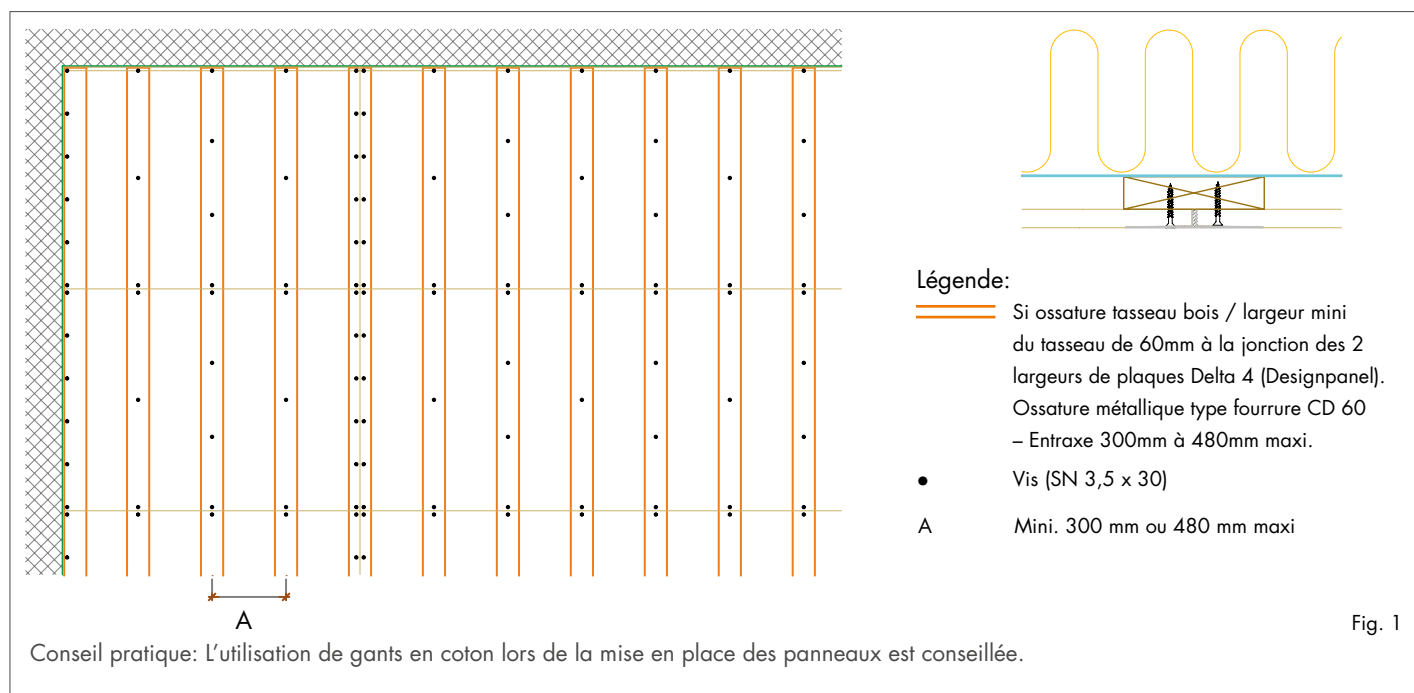 Légende:
Si ossature tasseau bois / largeur mini
du tasseau de 60mm à la jonction des 2
largeurs de plaques Delta 4 (Designpanel).
Ossature métallique type fourrure CD 60
– Entraxe 300mm à 480mm maxi.
Vis (SN 3,5 x 30)
A Mini. 300 mm ou 480 mm maxi
A
Fig. 1
Conseil pratique: L'utilisation de gants en coton lors de la mise en place des panneaux est conseillée.